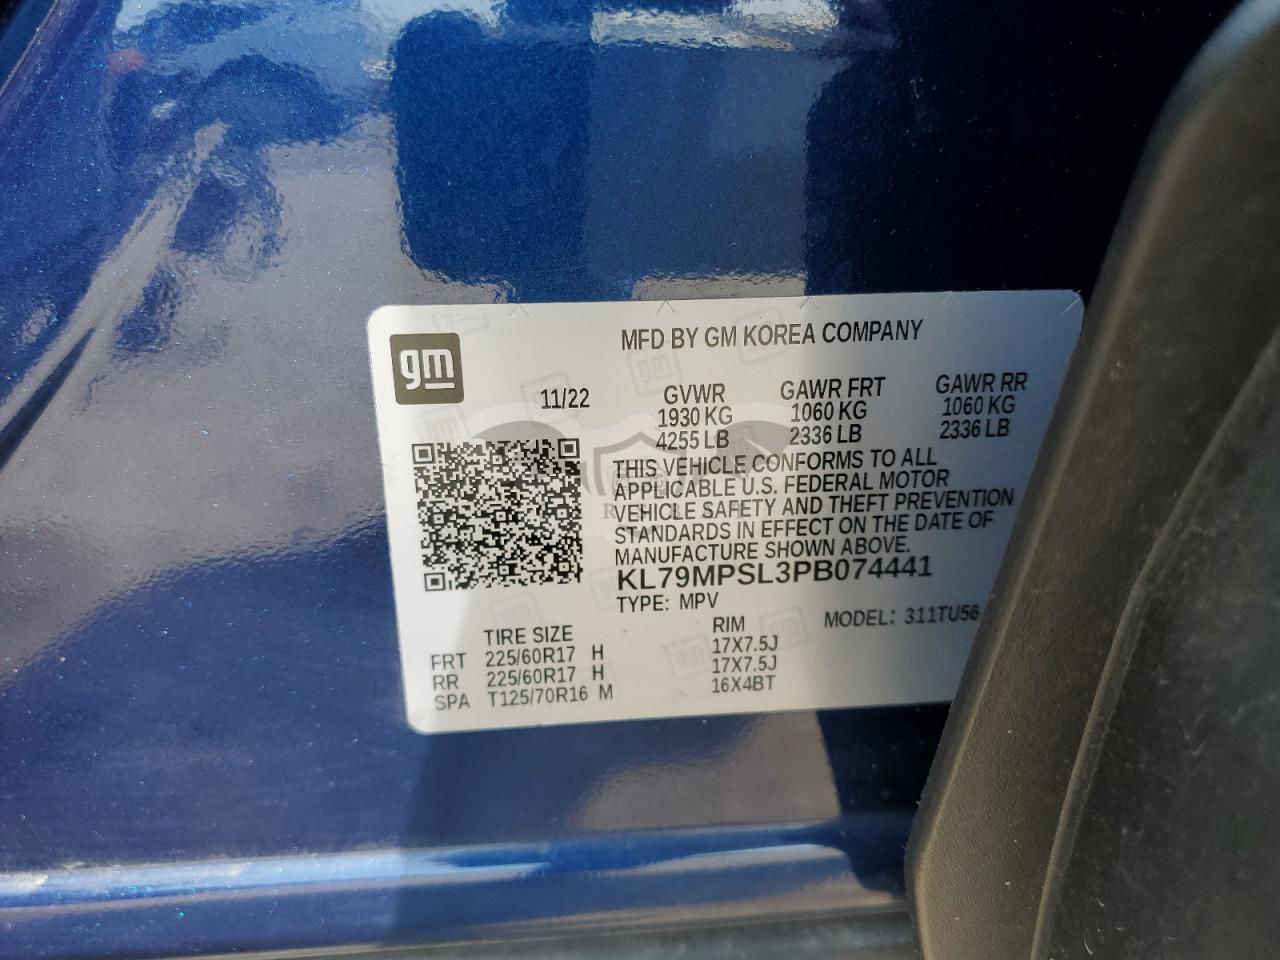 gm
MFD BY GM KOREA COMPANY
11/22 GVWR GAWR FRT GAWR RR
1930 KG 1060 KG 1060 KG
4255 LB 2336 LB 2336 LB
THIS VEHICLE CONFORMS TO ALL
APPLICABLE U.S. FEDERAL MOTOR
VEHICLE SAFETY AND THEFT PREVENTION
STANDARDS IN EFFECT ON THE DATE OF
MANUFACTURE SHOWN ABOVE.
KL79MPSL3PB074441
TYPE: MPV MODEL: 311TU56
TIRE SIZE RIM
FRT 225/60R17 H 17X7.5J
RR 225/60R17 H 17X7.5J
SPA T125/70R16 M 16X4BT